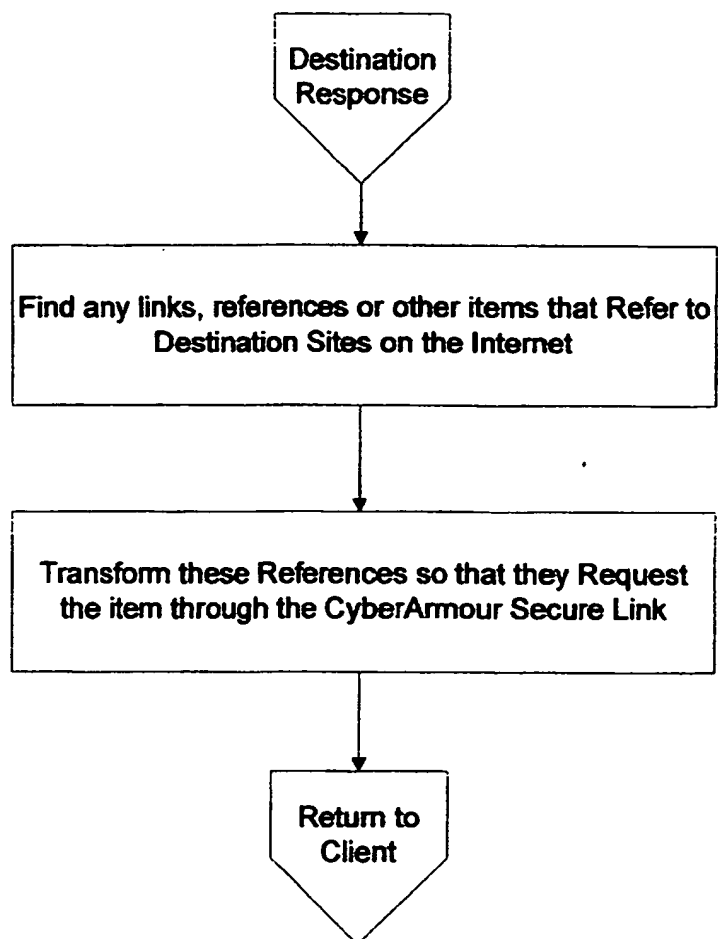 Destination
Response
Find any links, references or other items that Refer to
Destination Sites on the Internet
Transform these References so that they Request
the item through the CyberArmour Secure Link
Return to
Client